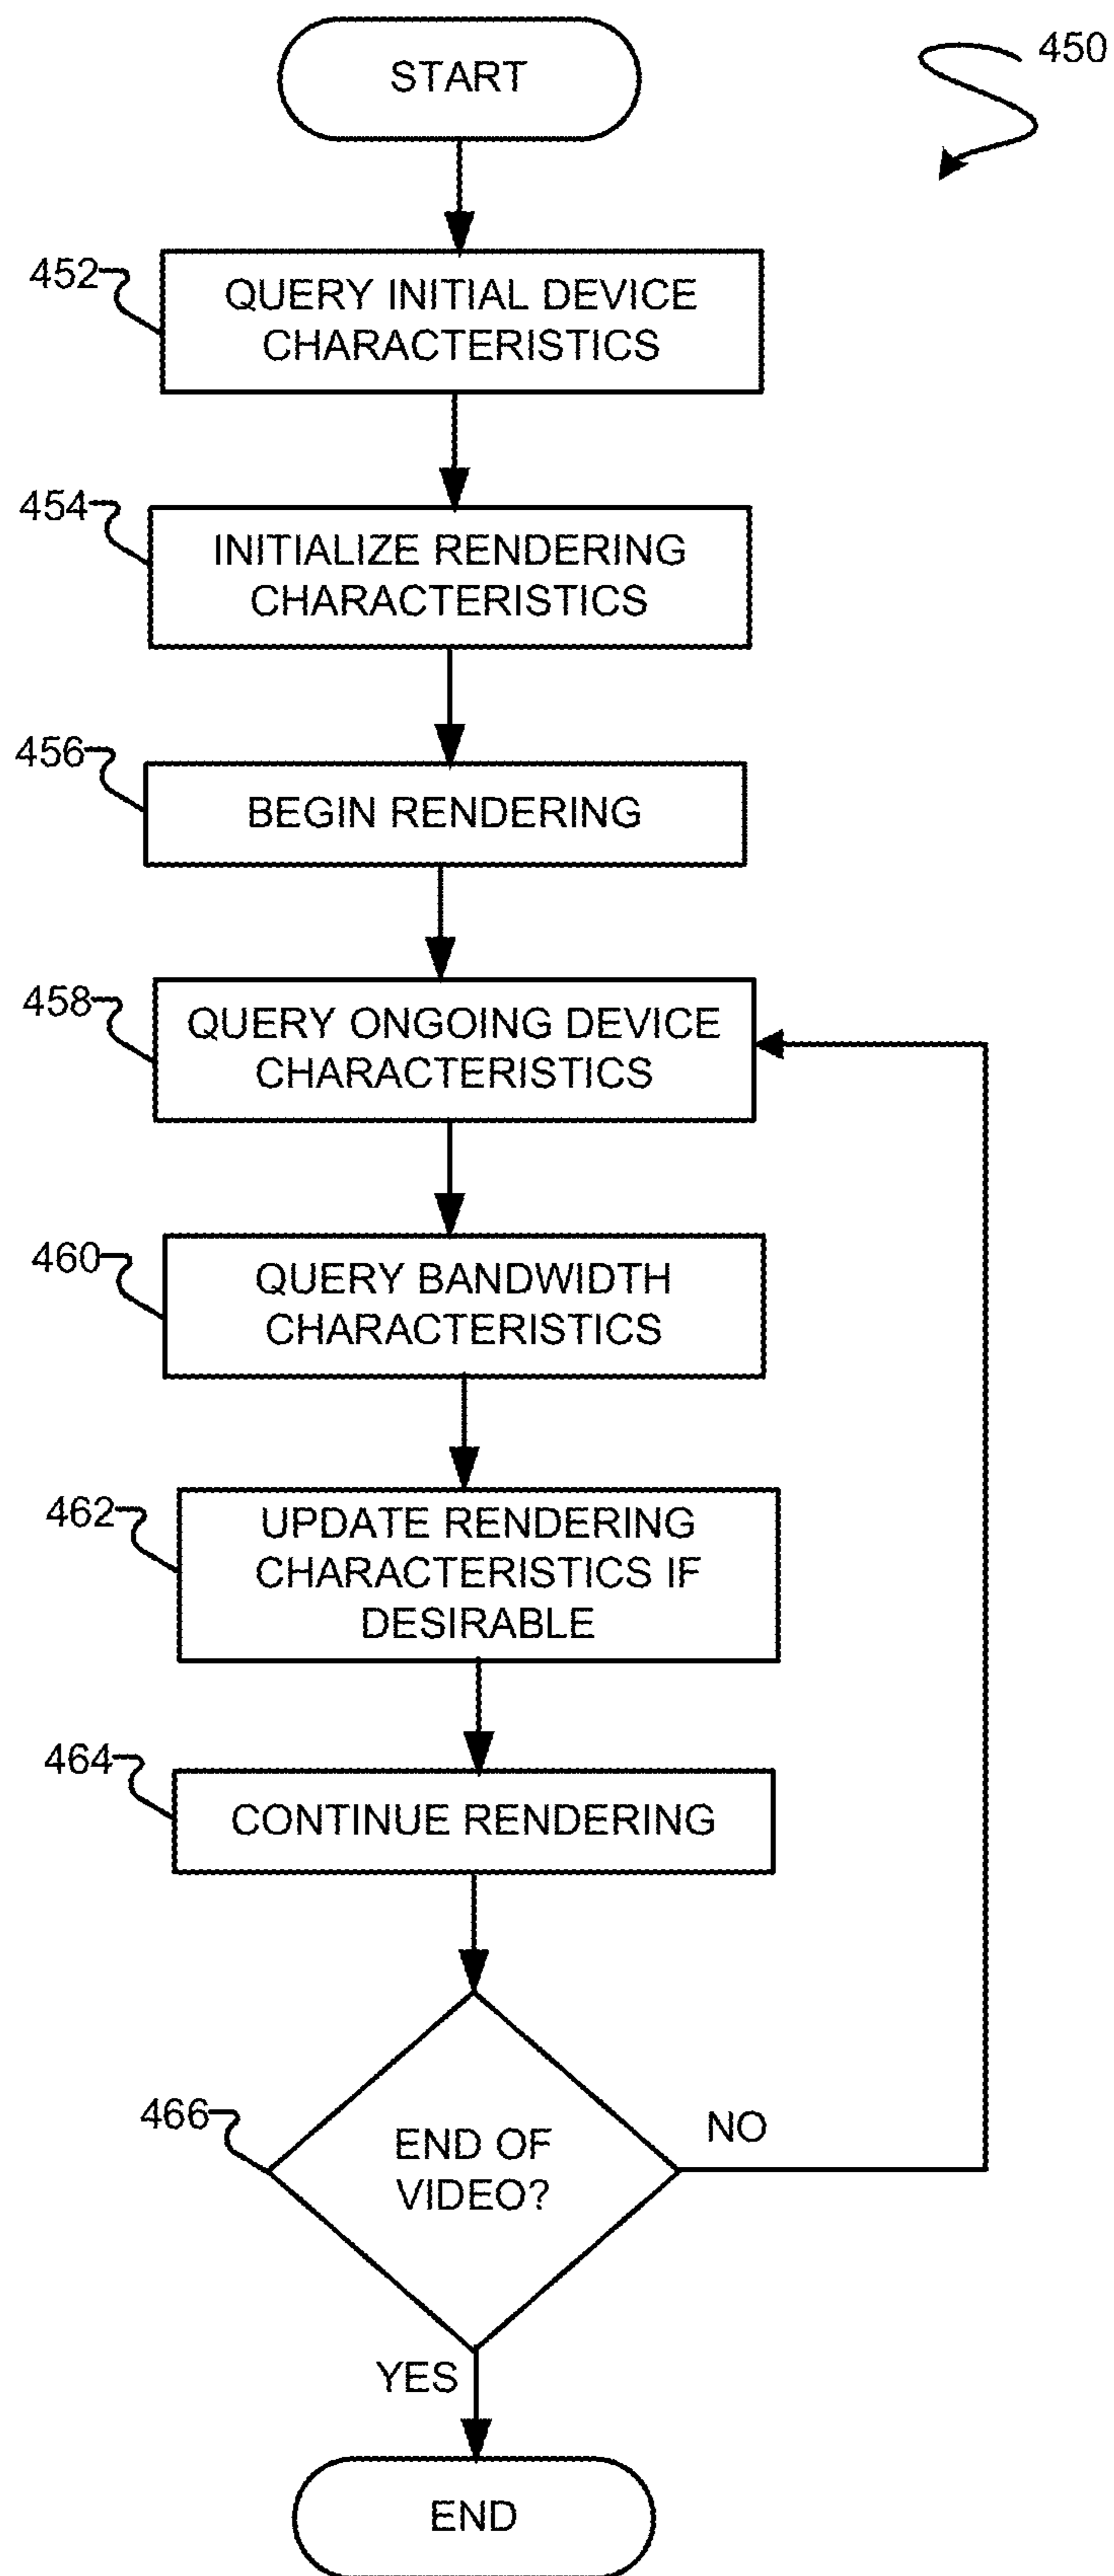 START
450
452
QUERY INITIAL DEVICE
CHARACTERISTICS
454
INITIALIZE RENDERING
CHARACTERISTICS
456
BEGIN RENDERING
458
QUERY ONGOING DEVICE
CHARACTERISTICS
460
QUERY BANDWIDTH
CHARACTERISTICS
462
UPDATE RENDERING
CHARACTERISTICS IF
DESIRABLE
464
CONTINUE RENDERING
466
END OF
VIDEO?
NO
YES
END